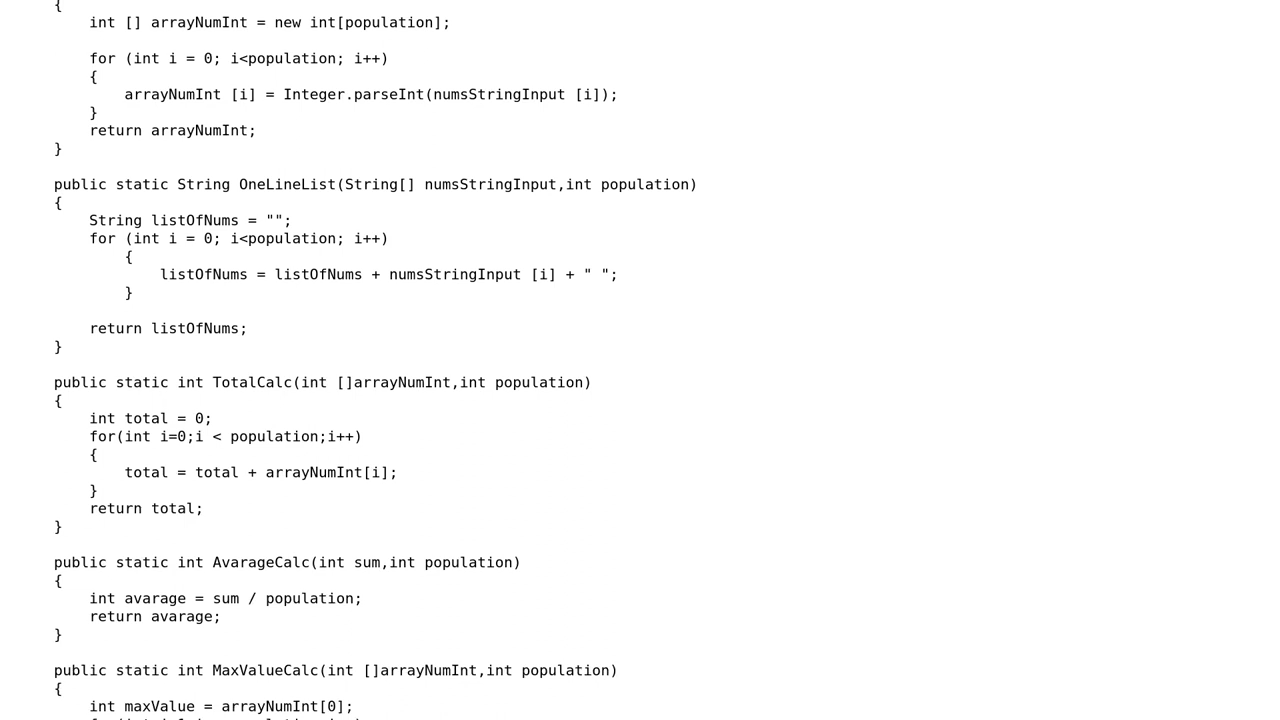 {
    int [] arrayNumInt = new int[population];
    for (int i = 0; i<population; i++)
    {
        arrayNumInt [i] = Integer.parseInt(numsStringInput [i]);
    }
    return arrayNumInt;
}
public static String OneLineList(String[] numsStringInput,int population)
{
    String listOfNums = "";
    for (int i = 0; i<population; i++)
        {
            listOfNums = listOfNums + numsStringInput [i] + " ";
        }
    return listOfNums;
}
public static int TotalCalc(int []arrayNumInt,int population)
{
    int total = 0;
    for(int i=0;i < population;i++)
    {
        total = total + arrayNumInt[i];
    }
    return total;
}
public static int AvarageCalc(int sum,int population)
{
    int avarage = sum / population;
    return avarage;
}
public static int MaxValueCalc(int []arrayNumInt,int population)
{
    int maxValue = arrayNumInt[0];